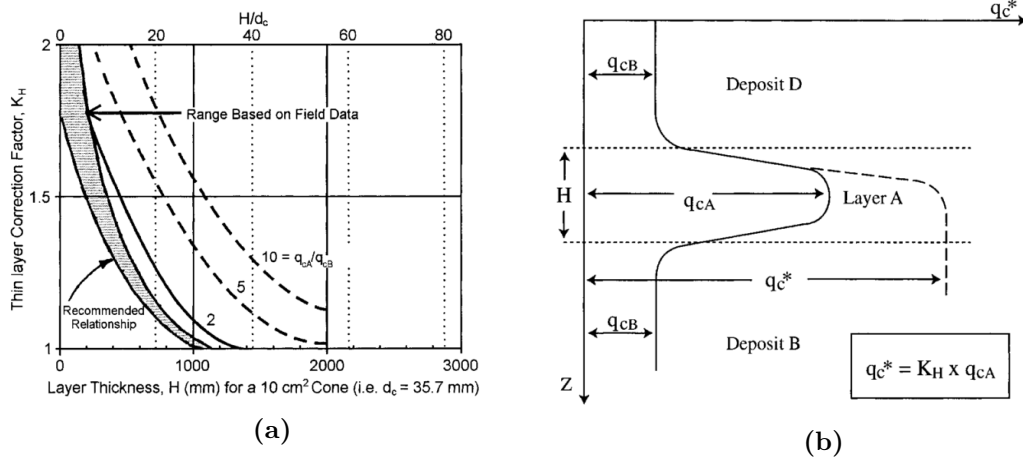 H/d_c
0 20 40 60 80
2
1.5
1
Thin layer Correction Factor, K_H
Range Based on Field Data
10 = q_cA/q_cB
5
2
Recommended
Relationship
0 1000 2000 3000
Layer Thickness, H (mm) for a 10 cm² Cone (i.e. d_c = 35.7 mm)
(a)
q_c*
q_cB
Deposit D
H
q_cA
Layer A
q_c*
q_cB
Deposit B
Z
q_c* = K_H x q_cA
(b)